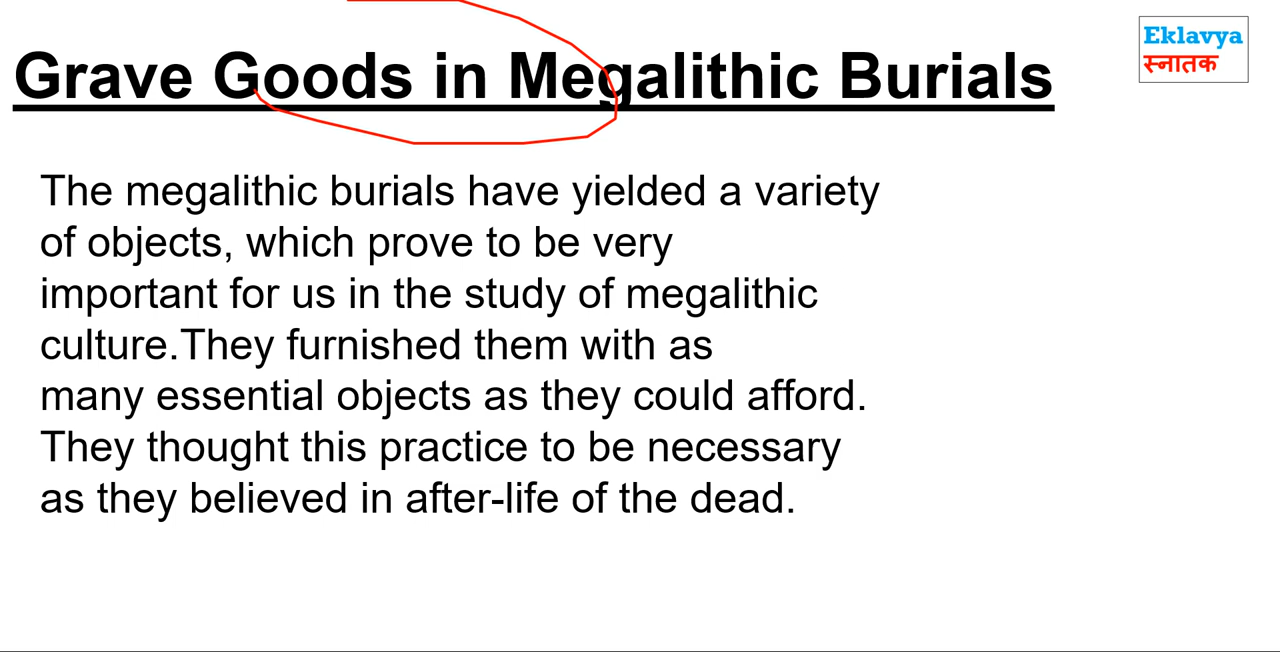 Grave Goods in Megalithic Burials
Eklavya
स्नातक
The megalithic burials have yielded a variety
of objects, which prove to be very
important for us in the study of megalithic
culture.They furnished them with as
many essential objects as they could afford.
They thought this practice to be necessary
as they believed in after-life of the dead.